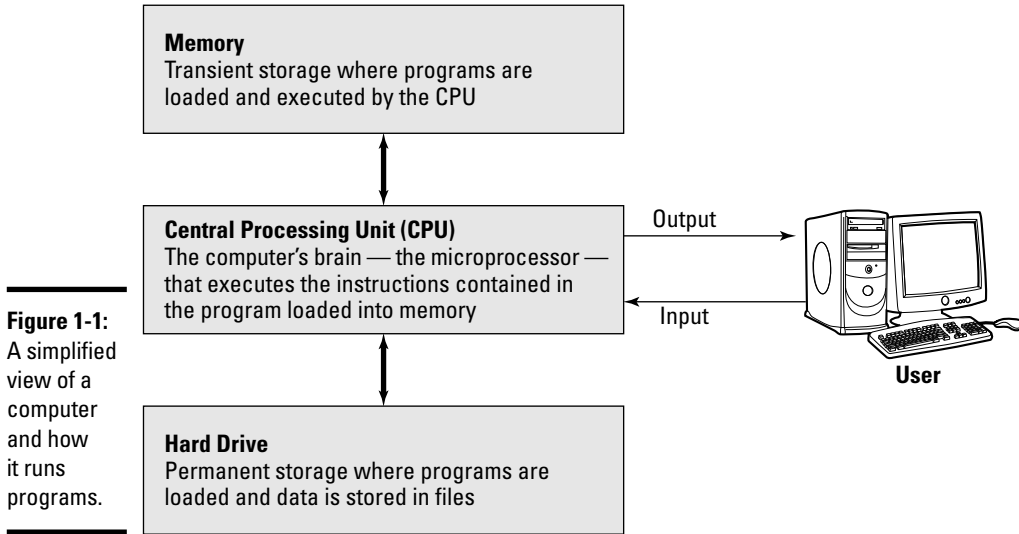 Memory
Transient storage where programs are
loaded and executed by the CPU
Central Processing Unit (CPU)
The computer's brain — the microprocessor —
that executes the instructions contained in
the program loaded into memory
Output
Input
User
Hard Drive
Permanent storage where programs are
loaded and data is stored in files
Figure 1-1:
A simplified
view of a
computer
and how
it runs
programs.